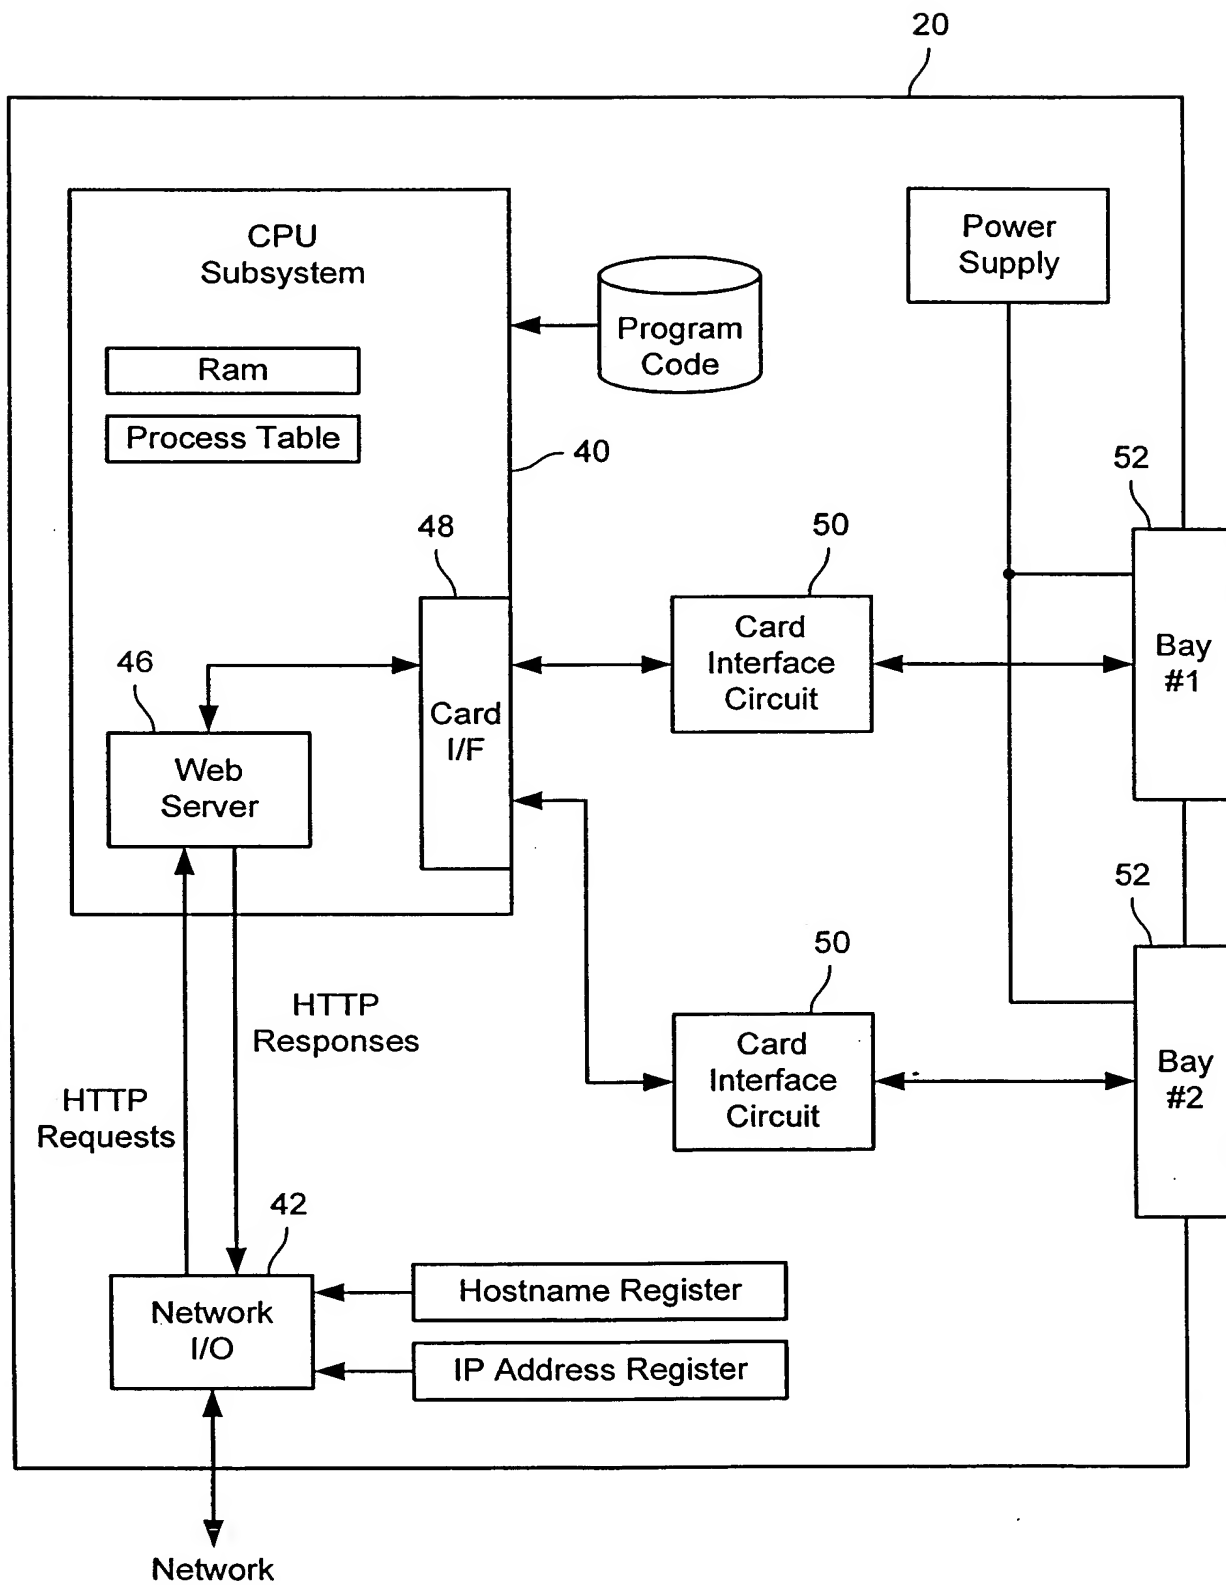 20
CPU
Subsystem
Power
Supply
Program
Code
Ram
Process Table
40
52
48
50
Card
Interface
Circuit
Bay
#1
46
Card
I/F
Web
Server
52
50
HTTP
Responses
Card
Interface
Circuit
Bay
#2
HTTP
Requests
42
Hostname Register
Network
I/O
IP Address Register
Network